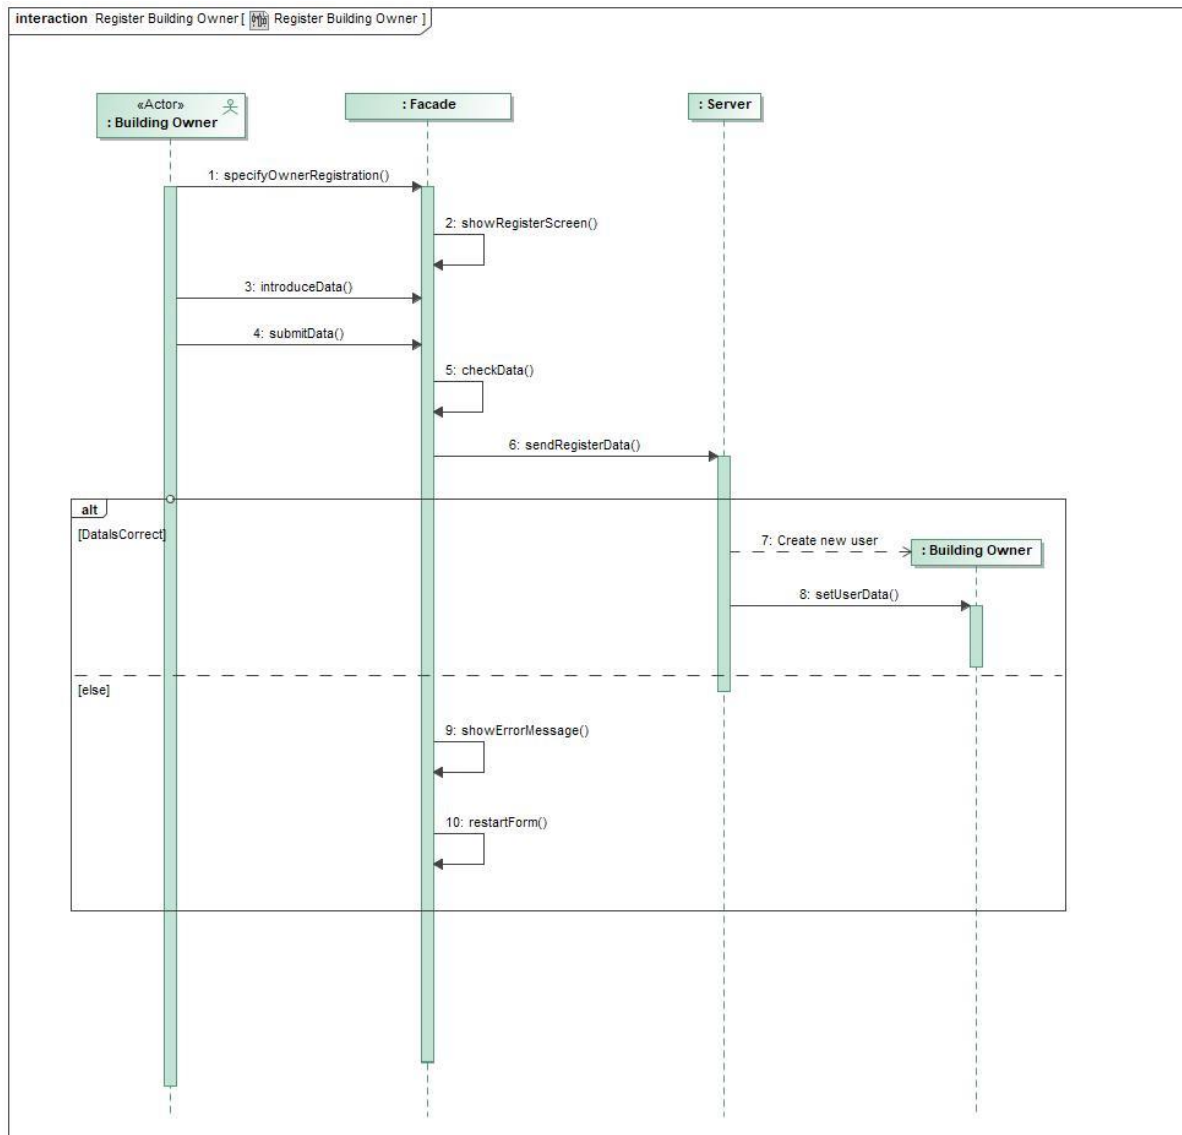 interaction Register Building Owner [ Register Building Owner ]
«Actor»
: Building Owner
: Facade
: Server
1: specifyOwnerRegistration()
2: showRegisterScreen()
3: introduceData()
4: submitData()
5: checkData()
6: sendRegisterData()
alt
[DataIsCorrect]
7: Create new user
: Building Owner
8: setUserData()
[else]
9: showErrorMessage()
10: restartForm()